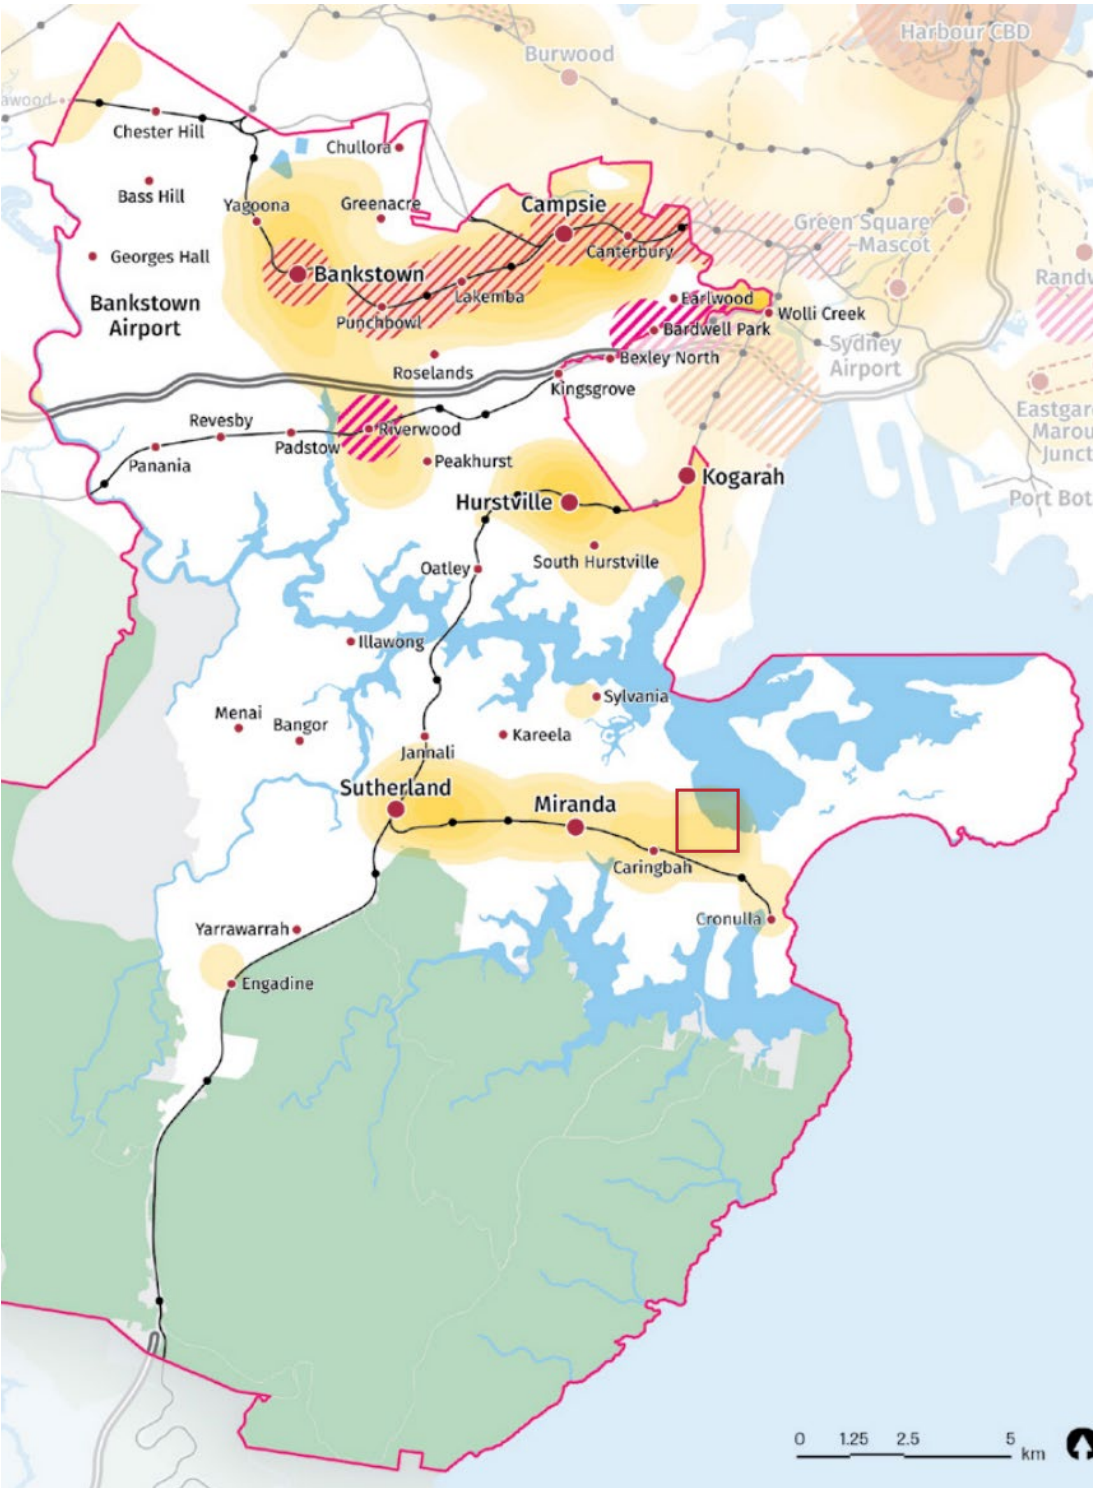 Harbour CBD
Burwood
awood
Chester Hill
Chullora
Bass Hill
Yagoona
Greenacre
Campsie
Green Square
–Mascot
Canterbury
Georges Hall
Bankstown
Randw
Lakemba
Earlwood
Bankstown
Airport
Punchbowl
Wolli Creek
Bardwell Park
Sydney
Airport
Bexley North
Roselands
Kingsgrove
Eastgar
Marou
Junct
Revesby
Riverwood
Padstow
Panania
Peakhurst
Kogarah
Port Bot
Hurstville
South Hurstville
Oatley
Illawong
Sylvania
Menai
Bangor
Kareela
Jannali
Sutherland
Miranda
Caringbah
Cronulla
Yarrawarrah
Engadine
0 1.25 2.5 5
km